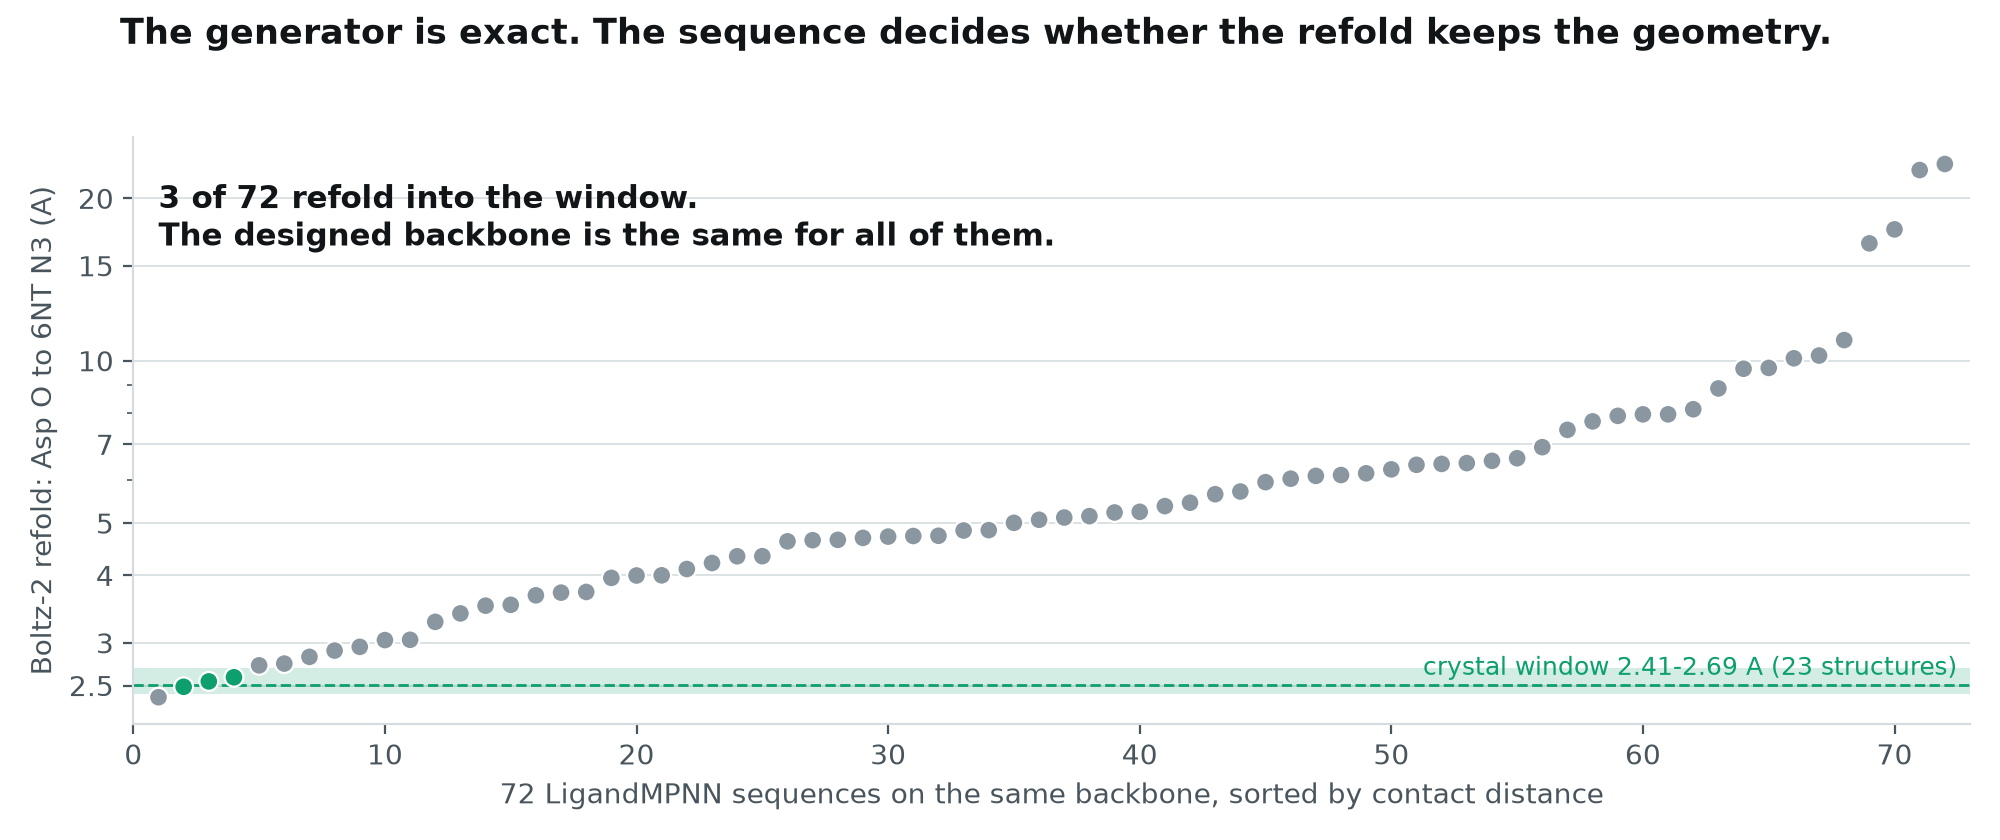 The generator is exact. The sequence decides whether the refold keeps the geometry.
3 of 72 refold into the window.
The designed backbone is the same for all of them.
Boltz-2 refold: Asp O to 6NT N3 (A)
20
15
10
7
5
4
3
2.5
crystal window 2.41-2.69 A (23 structures)
0 10 20 30 40 50 60 70
72 LigandMPNN sequences on the same backbone, sorted by contact distance